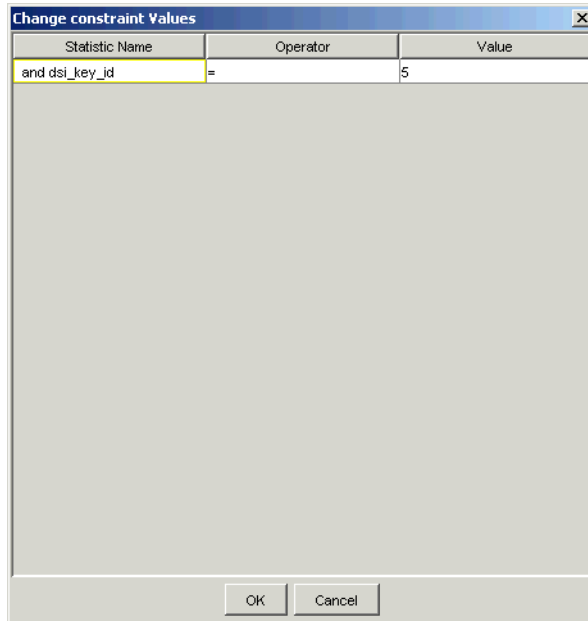 Change constraint Values
Statistic Name Operator Value
and dsi_key_id = 5
OK Cancel